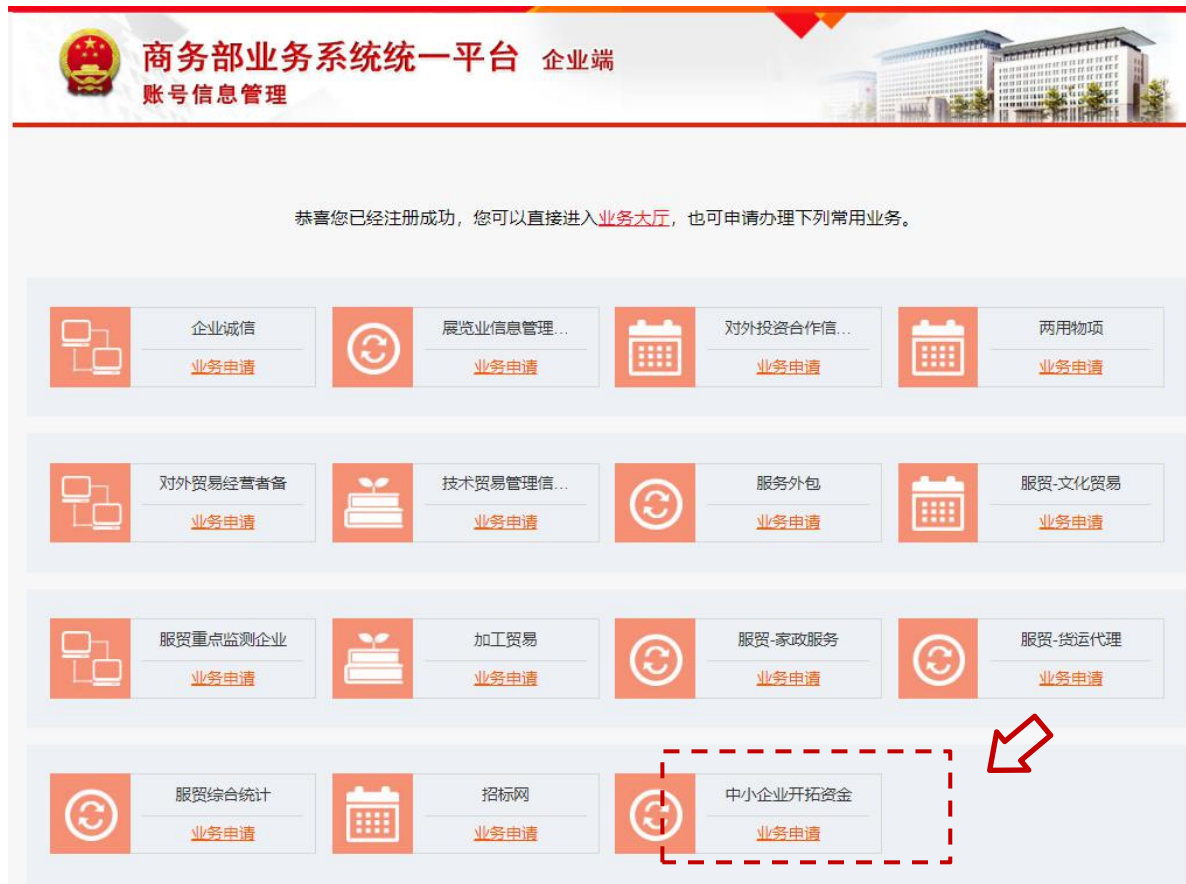 商务部业务系统统一平台 企业端
账号信息管理
恭喜您已经注册成功，您可以直接进入业务大厅，也可申请办理下列常用业务。
企业诚信 展览业信息管理... 对外投资合作信... 两用物项
业务申请 业务申请 业务申请 业务申请
对外贸易经营者备 技术贸易管理信... 服务外包 服贸-文化贸易
业务申请 业务申请 业务申请 业务申请
服贸重点监测企业 加工贸易 服贸-家政服务 服贸-货运代理
业务申请 业务申请 业务申请 业务申请
服贸综合统计 招标网 中小企业开拓资金
业务申请 业务申请 业务申请